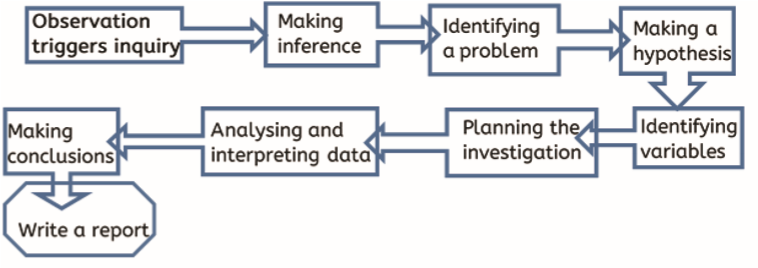 Observation
triggers inquiry
Making
inference
Identifying
a problem
Making a
hypothesis
Identifying
variables
Planning the
investigation
Analysing and
interpreting data
Making
conclusions
Write a report